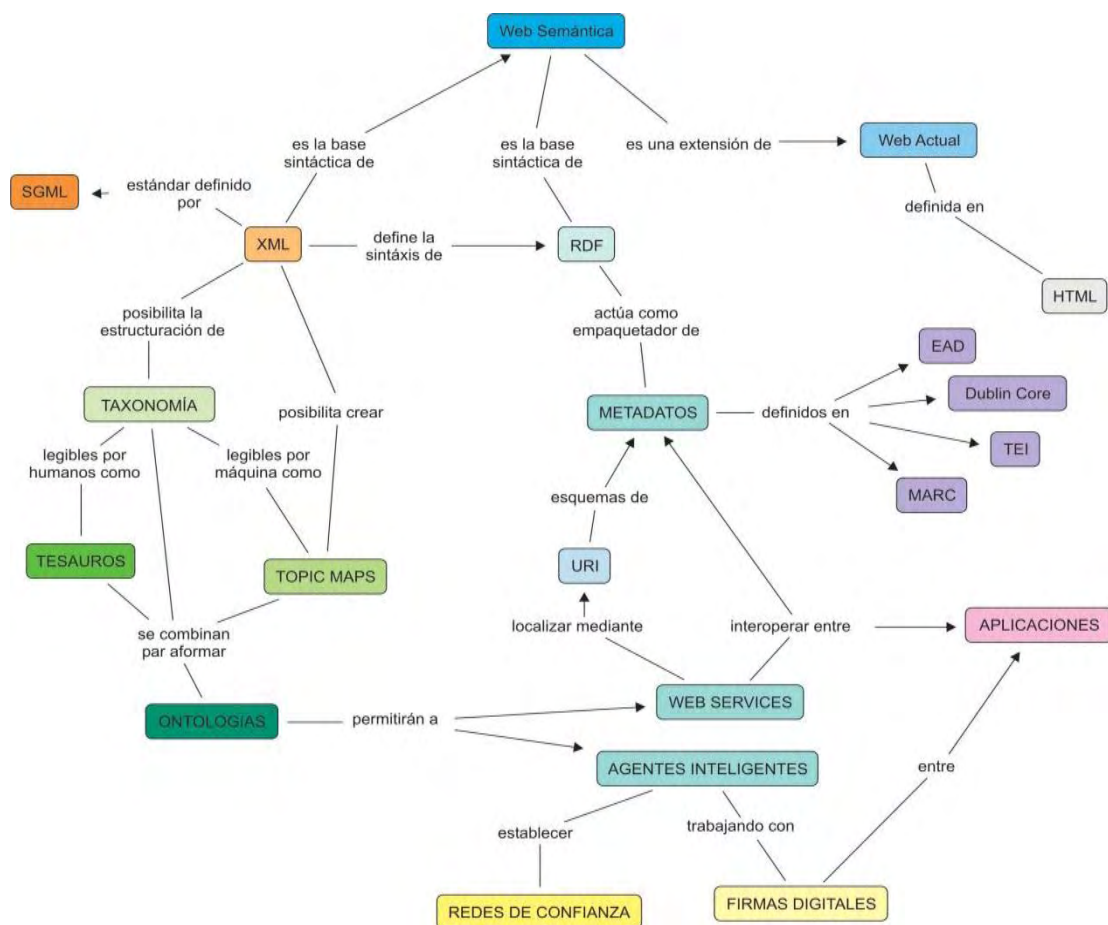 Web Semántica
es la base
sintáctica de
es la base
sintáctica de
es una extensión de
Web Actual
SGML
estándar definido
por
definida en
XML
define la
sintáxis de
RDF
HTML
posibilita la
estructuración de
actúa como
empaquetador de
EAD
TAXONOMÍA
posibilita crear
METADATOS
definidos en
Dublin Core
TEI
MARC
legibles por
humanos como
legibles por
máquina como
esquemas de
TESAUROS
TOPIC MAPS
URI
se combinan
par aformar
localizar mediante
interoperar entre
APLICACIONES
ONTOLOGÍAS
permitirán a
WEB SERVICES
AGENTES INTELIGENTES
entre
establecer
trabajando con
REDES DE CONFIANZA
FIRMAS DIGITALES